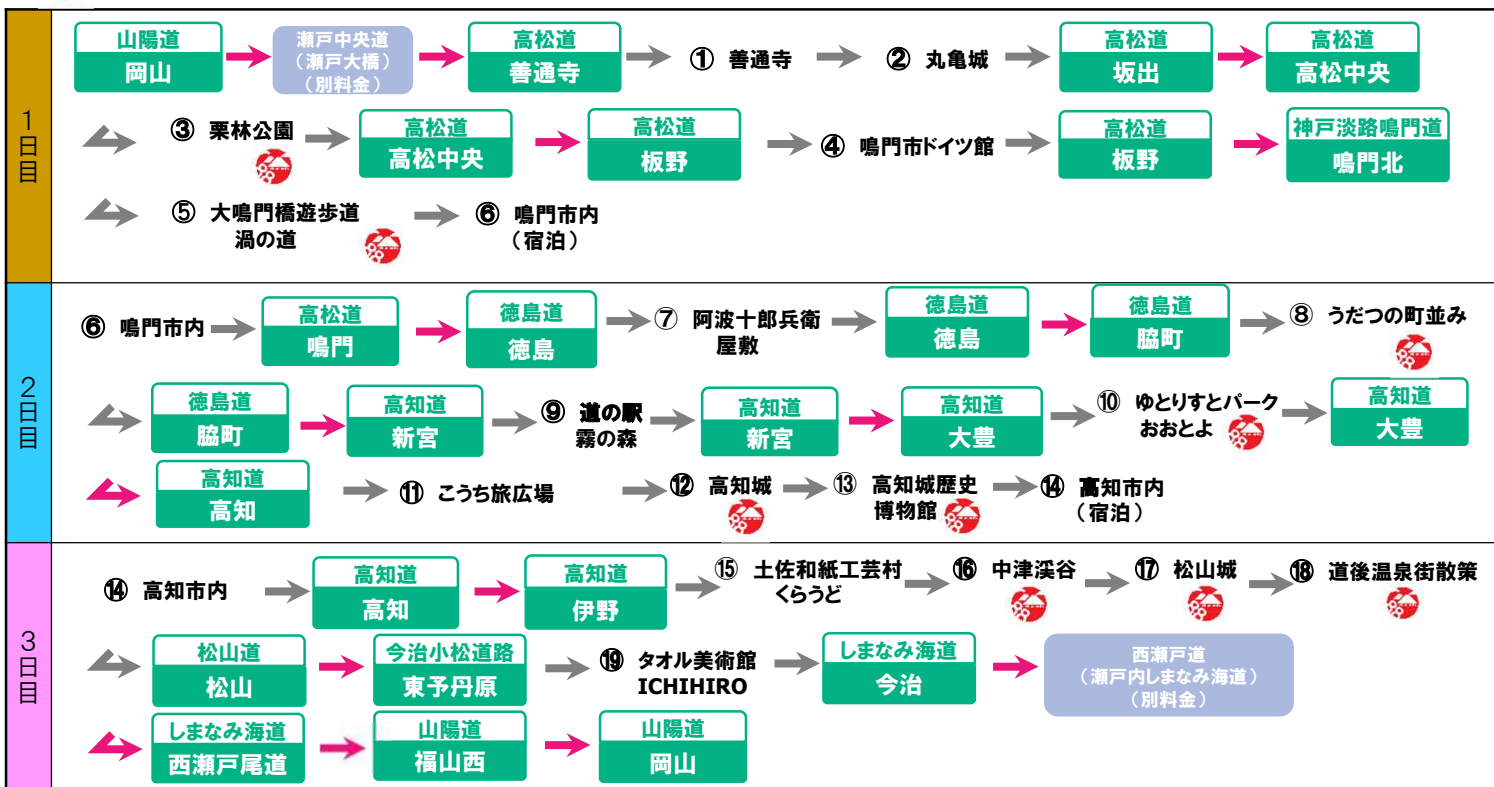 1日目
山陽道
岡山
瀬戸中央道
（瀬戸大橋）
（別料金）
高松道
善通寺
① 善通寺
② 丸亀城
高松道
坂出
高松道
高松中央
③ 栗林公園
高松道
高松中央
高松道
板野
④ 鳴門市ドイツ館
高松道
板野
神戸淡路鳴門道
鳴門北
⑤ 大鳴門橋遊歩道
渦の道
⑥ 鳴門市内
（宿泊）
2日目
⑥ 鳴門市内
高松道
鳴門
徳島道
徳島
⑦ 阿波十郎兵衛
屋敷
徳島道
徳島
徳島道
脇町
⑧ うだつの町並み
徳島道
脇町
高知道
新宮
⑨ 道の駅
霧の森
高知道
新宮
高知道
大豊
⑩ ゆとりすとパーク
おおとよ
高知道
大豊
高知道
高知
⑪ こうち旅広場
⑫ 高知城
⑬ 高知城歴史
博物館
⑭ 高知市内
（宿泊）
3日目
⑭ 高知市内
高知道
高知
高知道
伊野
⑮ 土佐和紙工芸村
くらうど
⑯ 中津渓谷
⑰ 松山城
⑱ 道後温泉街散策
松山道
松山
今治小松道路
東予丹原
⑲ タオル美術館
ICHIHIRO
しまなみ海道
今治
西瀬戸道
（瀬戸内しまなみ海道）
（別料金）
しまなみ海道
西瀬戸尾道
山陽道
福山西
山陽道
岡山